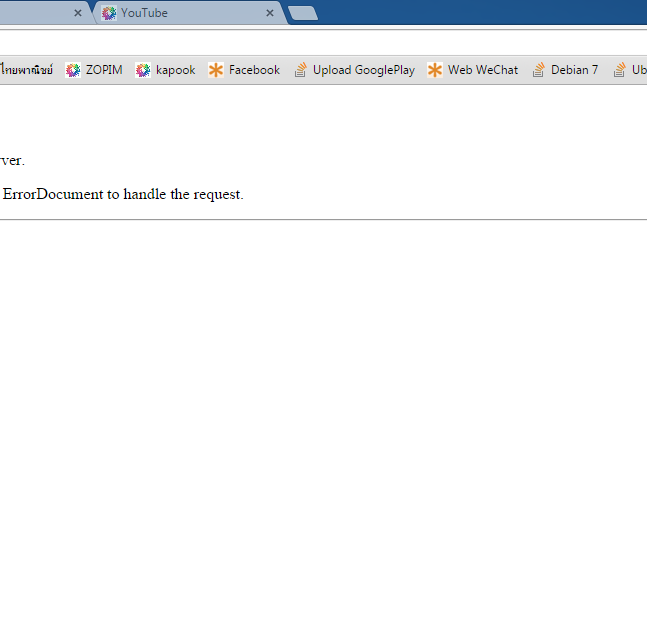 YouTube
ไทยพาณิชย์ ZOPIM kapook Facebook Upload GooglePlay Web WeChat Debian 7 Ub
rver.
ErrorDocument to handle the request.